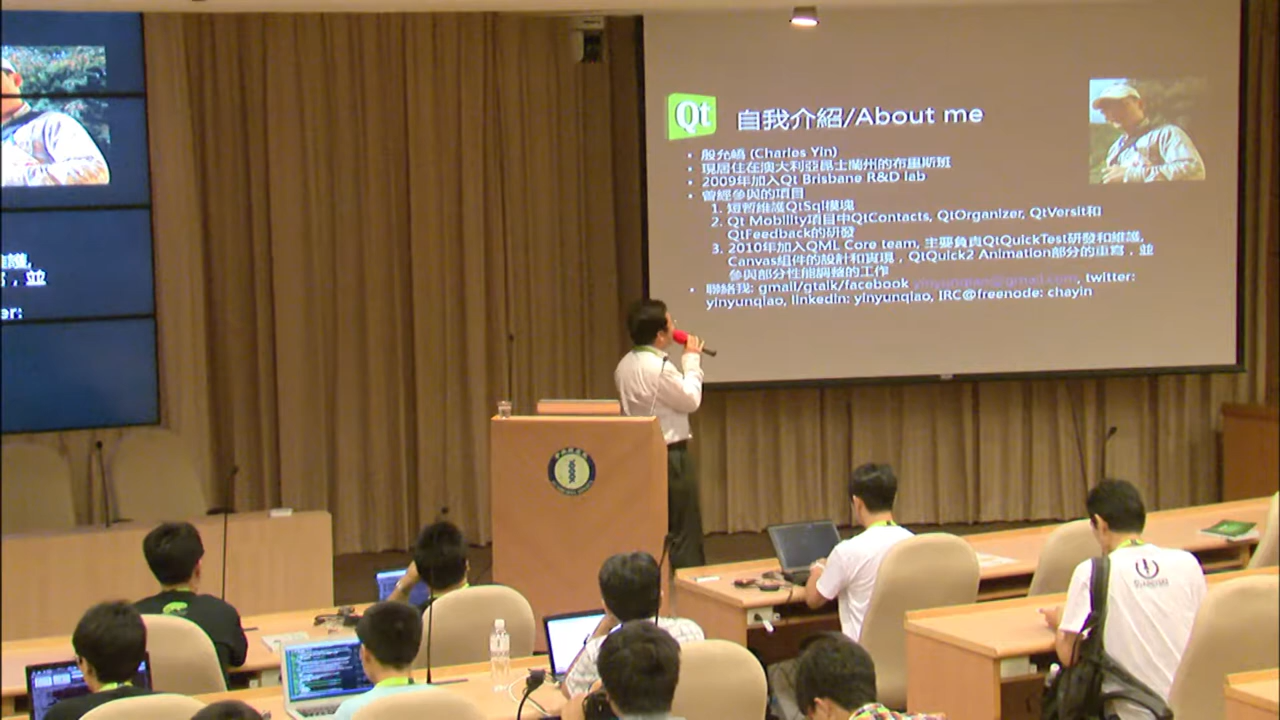 Qt 自我介紹/About me
• 殷允橋 (Charles Yin)
• 現居住在澳大利亞昆士蘭州的布里斯班
• 2009年加入Qt Brisbane R&D lab
• 曾經參與的項目
1. 短暫維護QtSql模塊
2. Qt Mobility項目中QtContacts, QtOrganizer, QtVersit和
QtFeedback的研發
3. 2010年加入QML Core team, 主要負責QtQuickTest研發和維護,
Canvas組件的設計和實現，QtQuick2 Animation部分的重寫，並
參與部分性能調整的工作
• 聯絡我: gmail/gtalk/facebook yinyunqiao@gmail.com, twitter:
yinyunqiao, linkedin: yinyunqiao, IRC@freenode: chayin
維護,
，並
er: